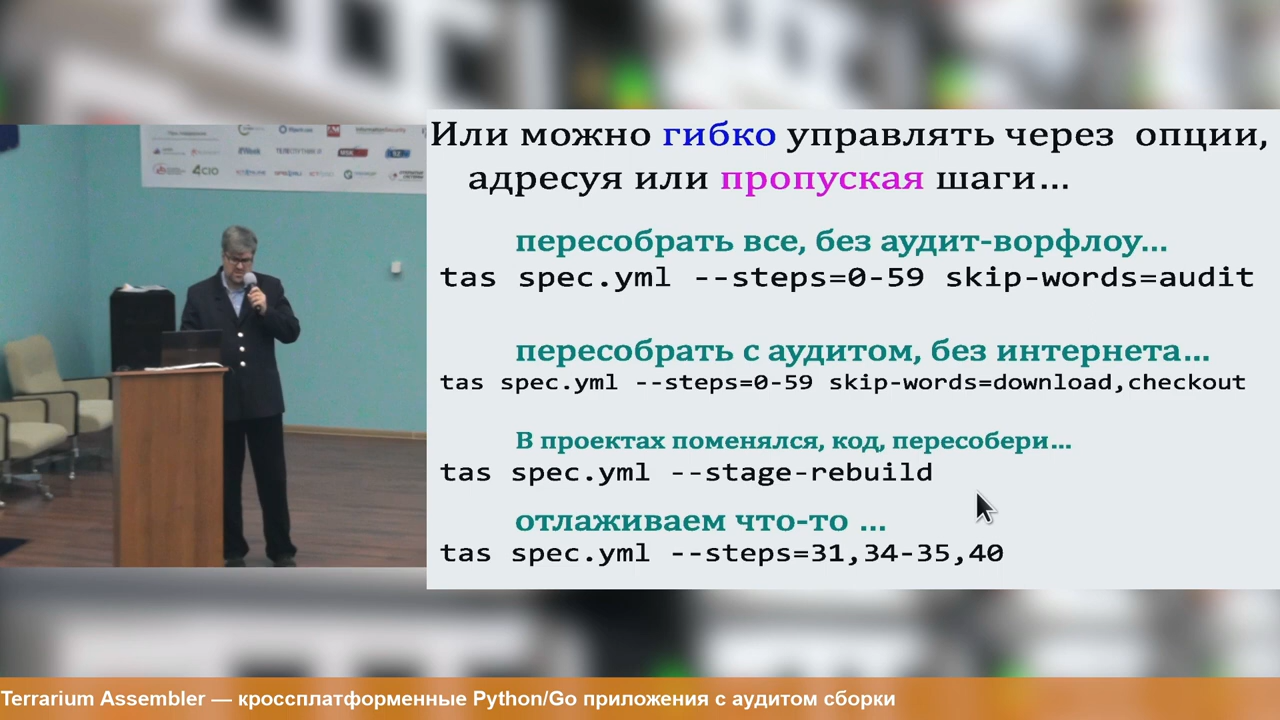 4CIO
Или можно гибко управлять через опции,
адресуя или пропуская шаги...
пересобрать все, без аудит-ворфлоу...
tas spec.yml --steps=0-59 skip-words=audit
пересобрать с аудитом, без интернета...
tas spec.yml --steps=0-59 skip-words=download,checkout
В проектах поменялся, код, пересобери...
tas spec.yml --stage-rebuild
отлаживаем что-то ...
tas spec.yml --steps=31,34-35,40
Terrarium Assembler — кроссплатформенные Python/Go приложения с аудитом сборки